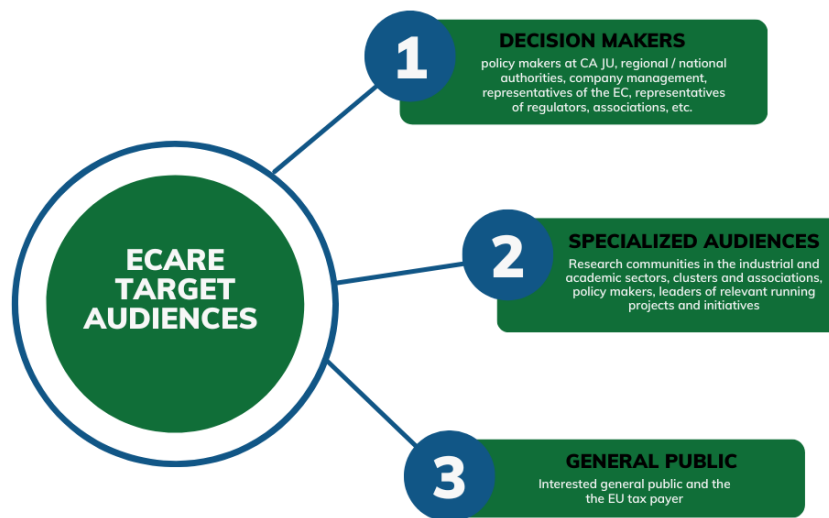 1
DECISION MAKERS
policy makers at CA JU, regional / national
authorities, company management,
representatives of the EC, representatives
of regulators, associations, etc.
ECARE
TARGET
AUDIENCES
2
SPECIALIZED AUDIENCES
Research communities in the industrial and
academic sectors, clusters and associations,
policy makers, leaders of relevant running
projects and initiatives
3
GENERAL PUBLIC
Interested general public and the
the EU tax payer